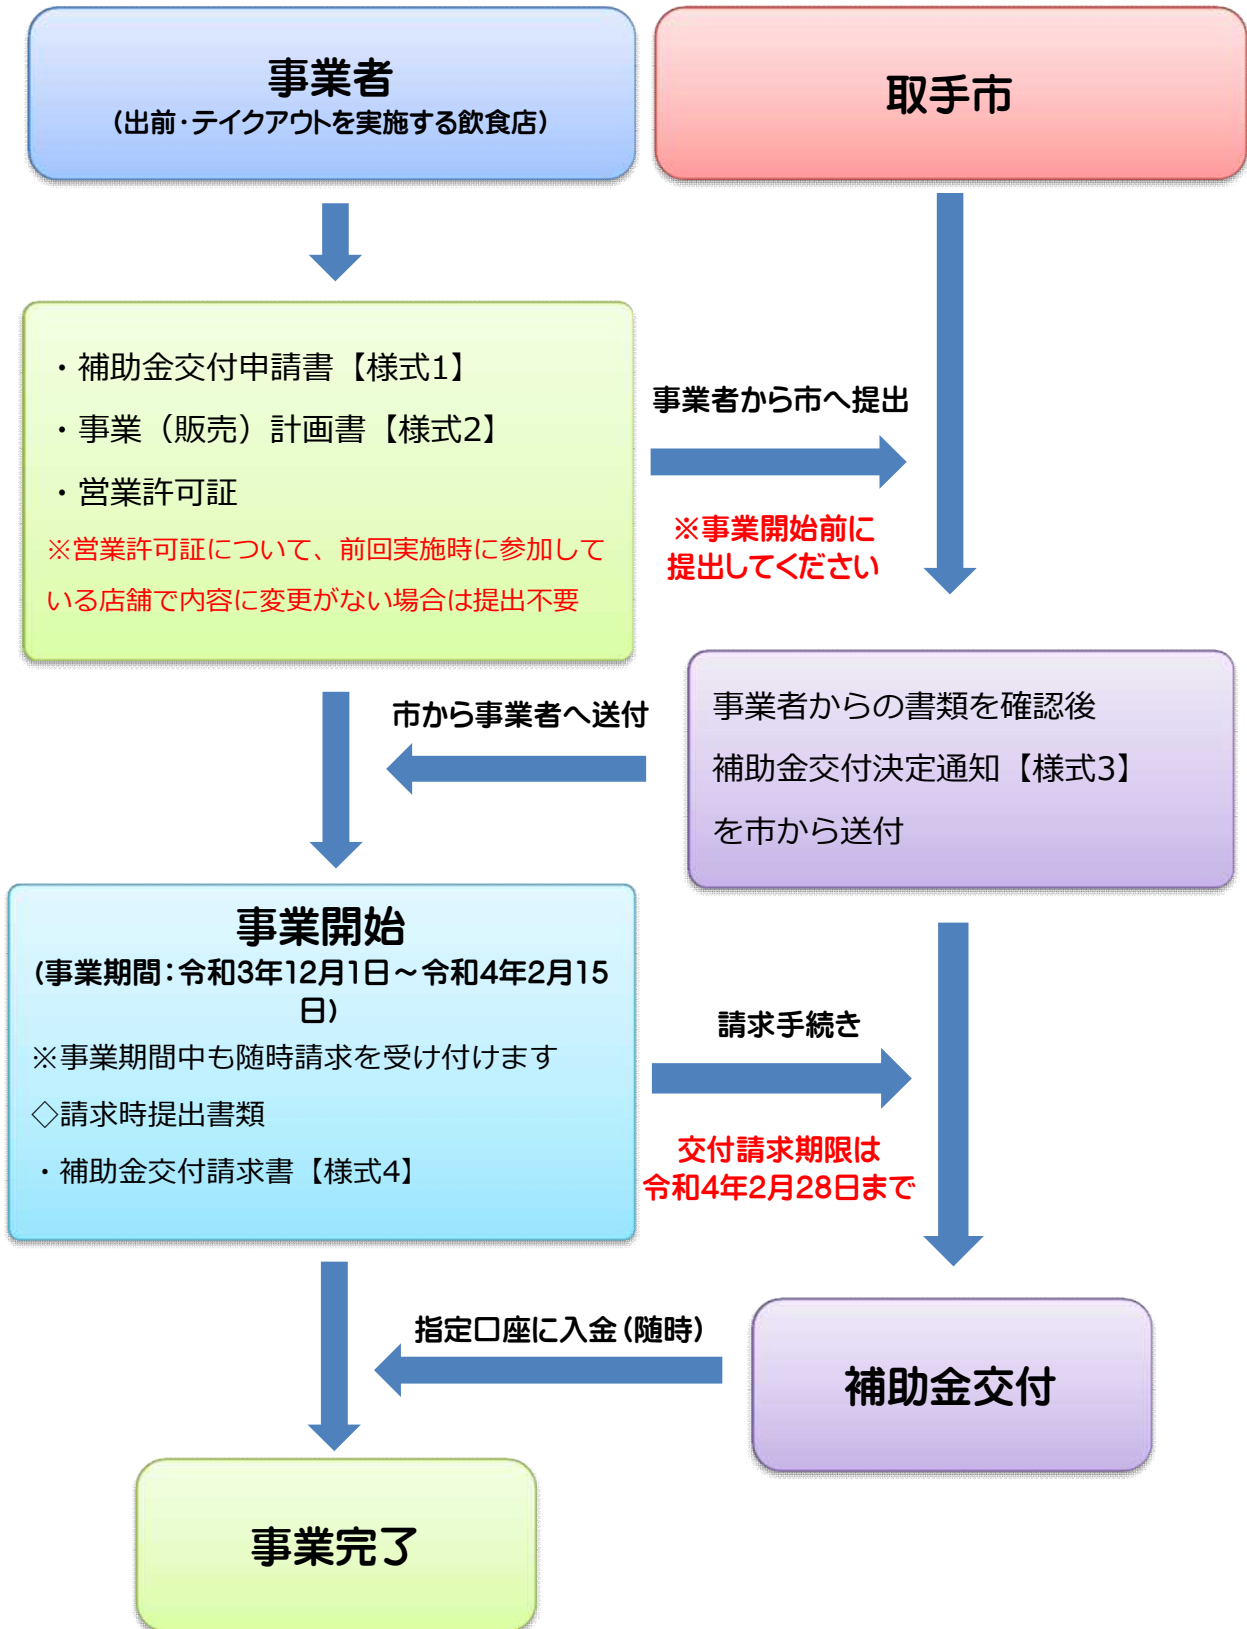 事業者
(出前・テイクアウトを実施する飲食店)
取手市
・補助金交付申請書【様式1】
・事業（販売）計画書【様式2】
・営業許可証
※営業許可証について、前回実施時に参加して
いる店舗で内容に変更がない場合は提出不要
事業者から市へ提出
※事業開始前に
提出してください
市から事業者へ送付
事業者からの書類を確認後
補助金交付決定通知【様式3】
を市から送付
事業開始
(事業期間：令和3年12月1日～令和4年2月15
日)
※事業期間中も随時請求を受け付けます
◇請求時提出書類
・補助金交付請求書【様式4】
請求手続き
交付請求期限は
令和4年2月28日まで
指定口座に入金(随時)
補助金交付
事業完了